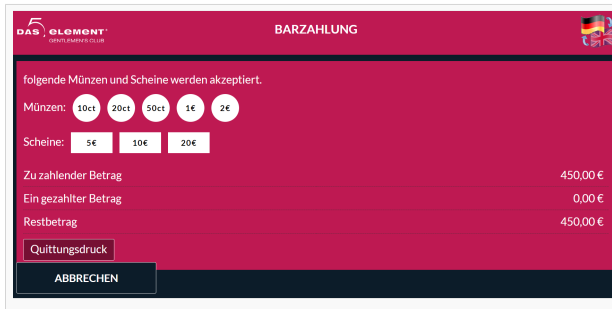 5
DAS ELEMENT
GENTLEMEN'S CLUB
BARZAHLUNG
folgende Münzen und Scheine werden akzeptiert.
Münzen: 10ct 20ct 50ct 1€ 2€
Scheine: 5€ 10€ 20€
Zu zahlender Betrag 450,00 €
Ein gezahlter Betrag 0,00 €
Restbetrag 450,00 €
Quittungsdruck
ABBRECHEN